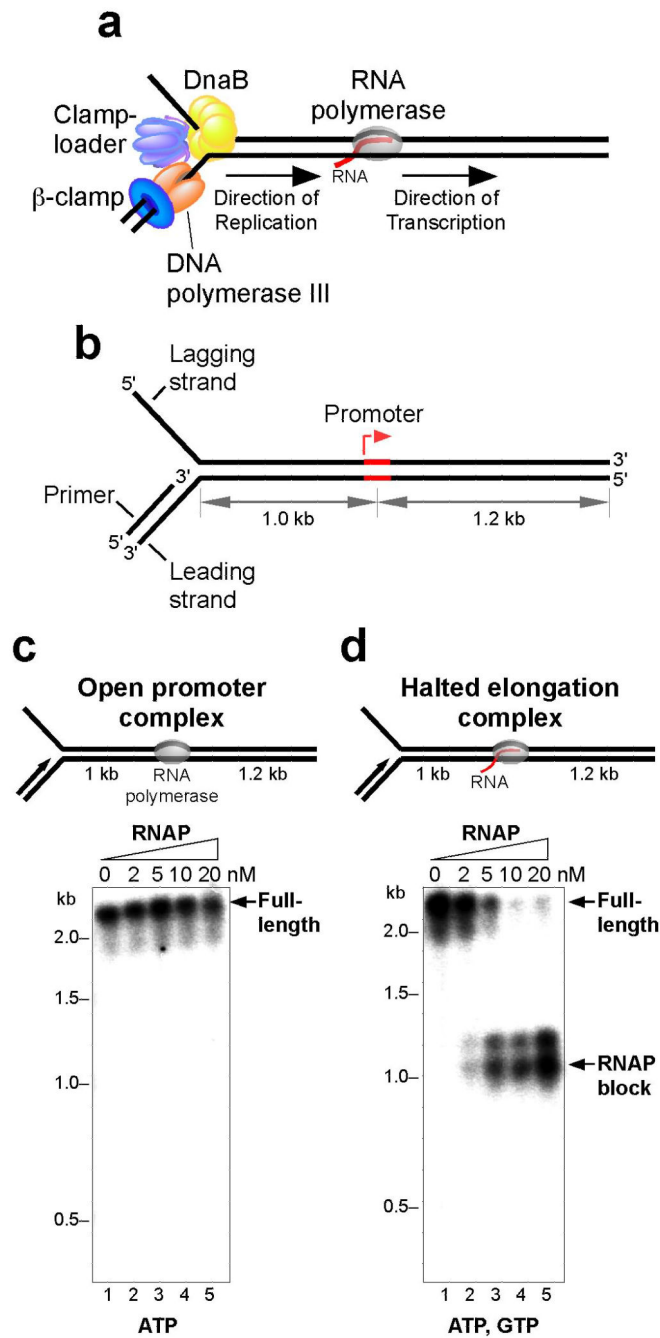 a
DnaB
RNA
polymerase
Clamp-
loader
β-clamp
RNA
Direction of
Replication
Direction of
Transcription
DNA
polymerase III
b
5'
Lagging
strand
Promoter
3'
5'
3'
Primer
1.0 kb
1.2 kb
5'
3'
Leading
strand
c
Open promoter
complex
1 kb
RNA
polymerase
1.2 kb
RNAP
0 2 5 10 20 nM
kb
Full-
length
2.0–
1.5–
1.0–
0.5–
1 2 3 4 5
ATP
d
Halted elongation
complex
1 kb
RNA
1.2 kb
RNAP
0 2 5 10 20 nM
kb
Full-
length
2.0–
1.5–
1.0–
RNAP
block
0.5–
1 2 3 4 5
ATP, GTP